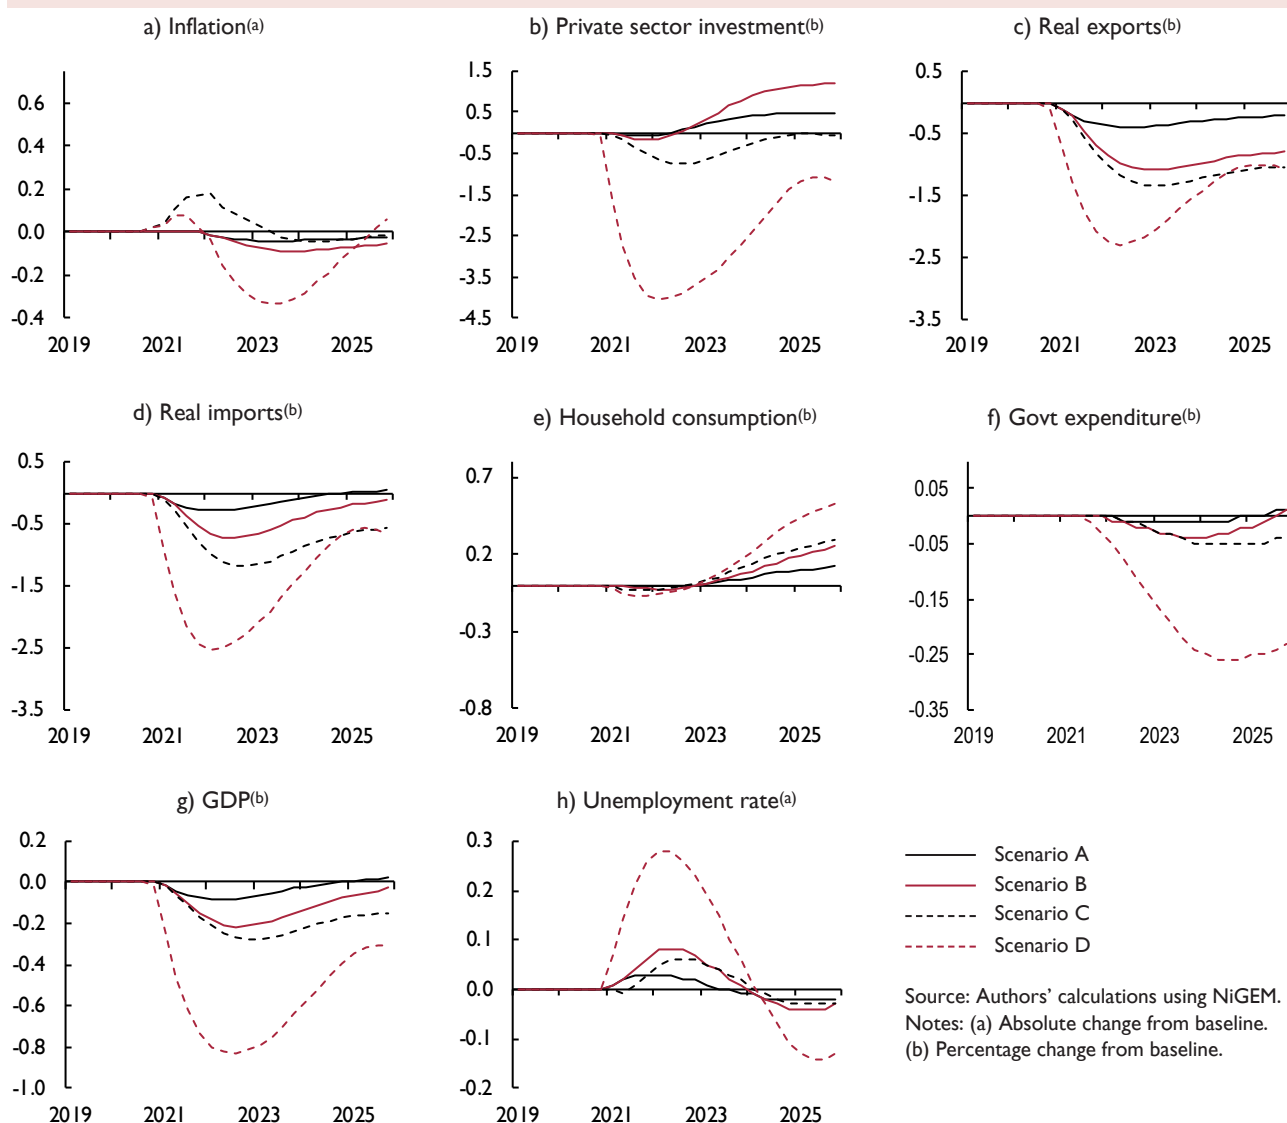 a) Inflation(a)
0.6
0.4
0.2
0.0
-0.2
-0.4
2019 2021 2023 2025
b) Private sector investment(b)
1.5
0.5
-0.5
-1.5
-2.5
-3.5
-4.5
2019 2021 2023 2025
c) Real exports(b)
0.5
-0.5
-1.5
-2.5
-3.5
2019 2021 2023 2025
d) Real imports(b)
0.5
-0.5
-1.5
-2.5
-3.5
2019 2021 2023 2025
e) Household consumption(b)
0.7
0.2
-0.3
-0.8
2019 2021 2023 2025
f) Govt expenditure(b)
0.05
-0.05
-0.15
-0.25
-0.35
2019 2021 2023 2025
g) GDP(b)
0.2
0.0
-0.2
-0.4
-0.6
-0.8
-1.0
2019 2021 2023 2025
h) Unemployment rate(a)
0.3
0.2
0.1
0.0
-0.1
-0.2
2019 2021 2023 2025
Scenario A
Scenario B
Scenario C
Scenario D
Source: Authors' calculations using NiGEM.
Notes: (a) Absolute change from baseline.
(b) Percentage change from baseline.